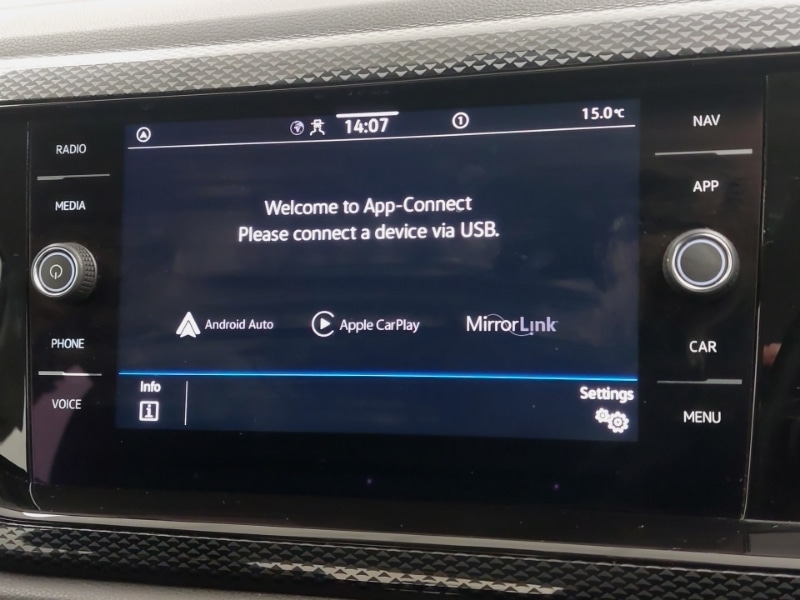 14:07
1
15.0°C
RADIO
MEDIA
PHONE
VOICE
Welcome to App-Connect
Please connect a device via USB.
Android Auto
Apple CarPlay
MirrorLink
Info
Settings
NAV
APP
CAR
MENU